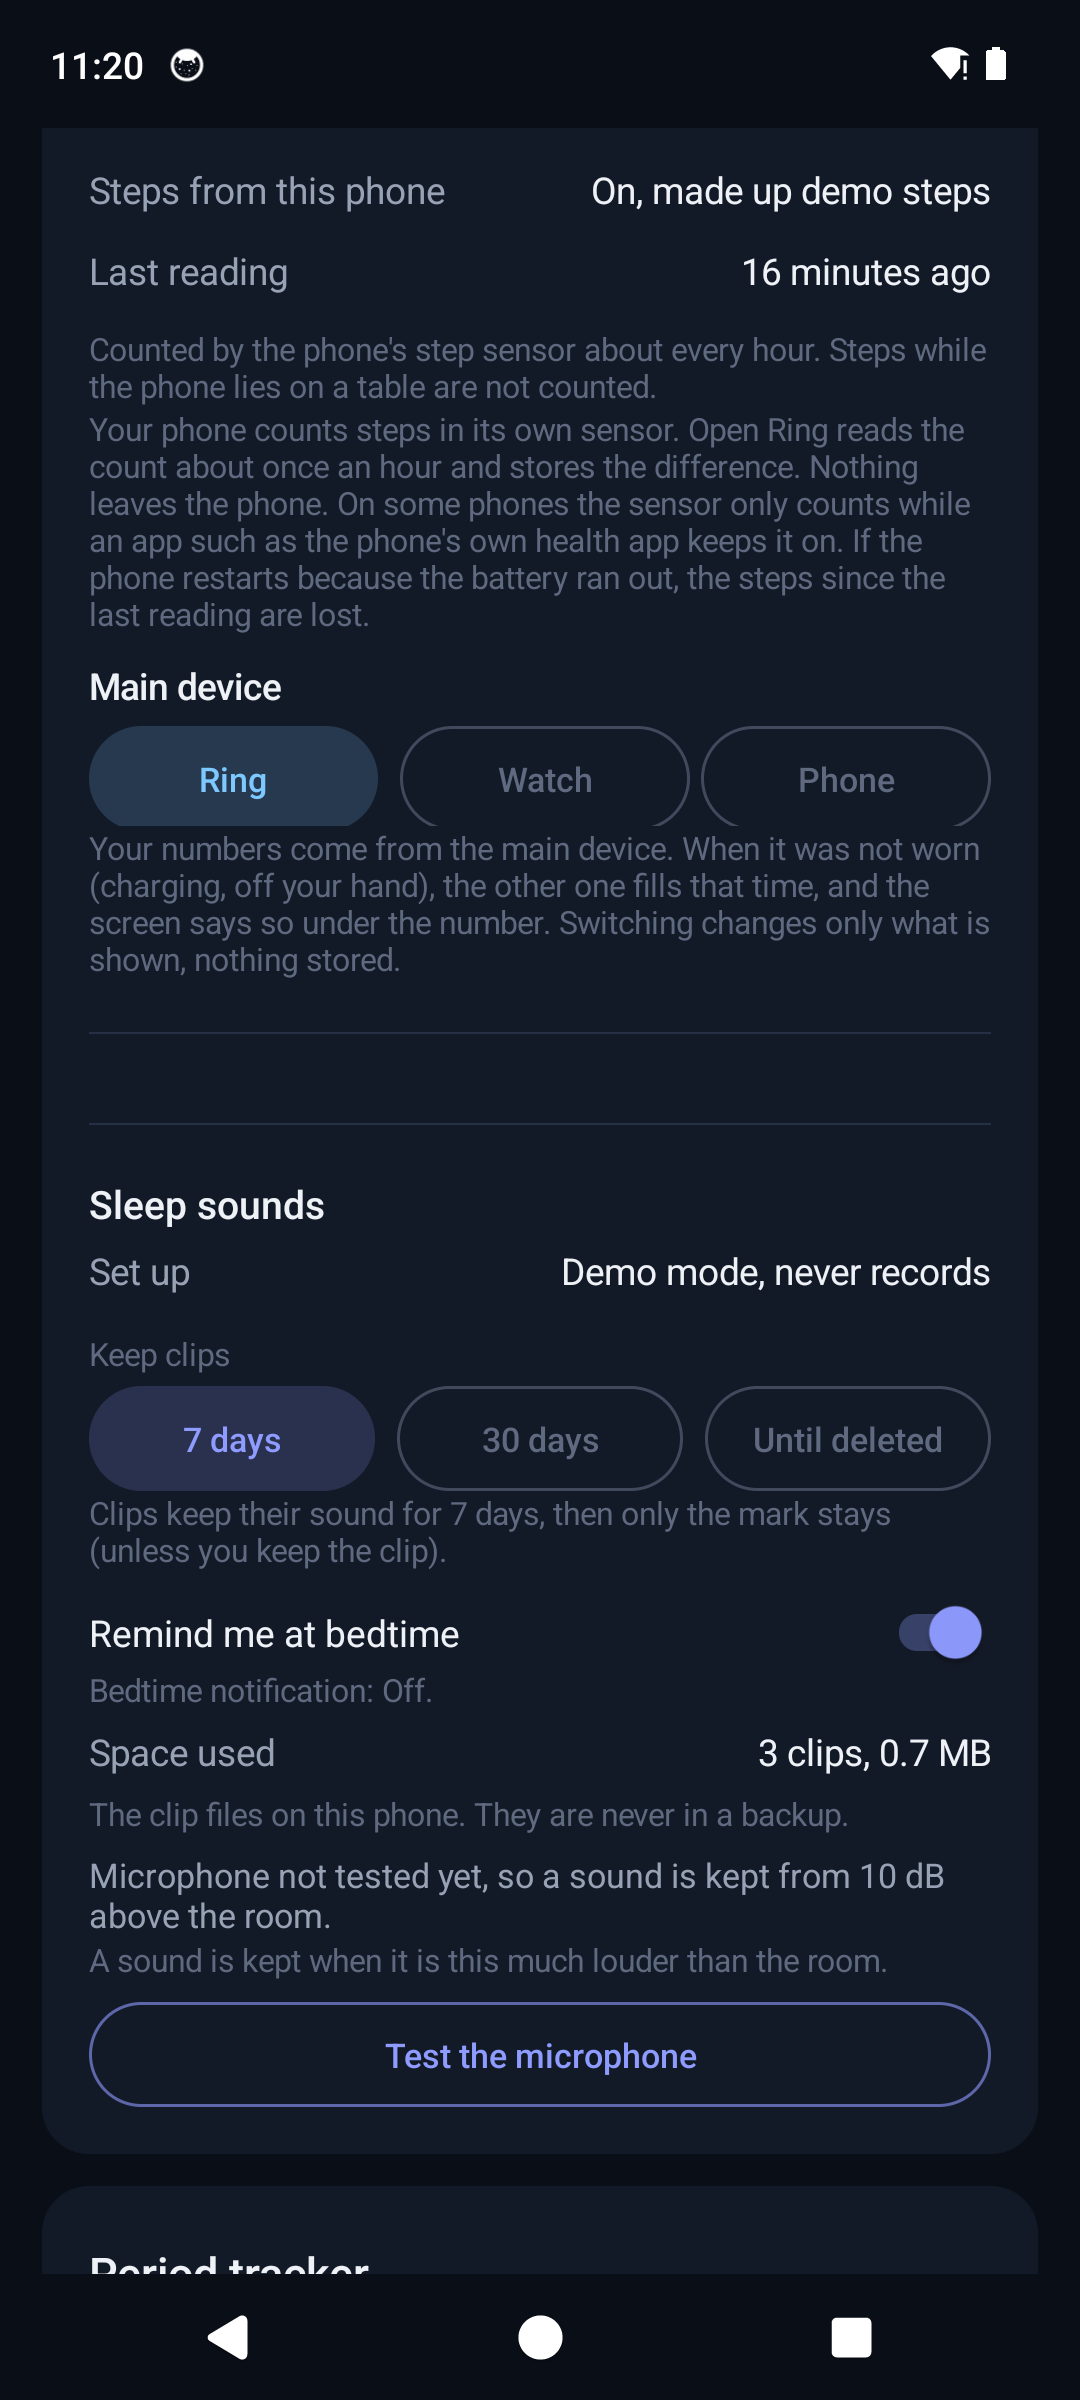 11:20
Steps from this phone On, made up demo steps
Last reading 16 minutes ago
Counted by the phone's step sensor about every hour. Steps while
the phone lies on a table are not counted.
Your phone counts steps in its own sensor. Open Ring reads the
count about once an hour and stores the difference. Nothing
leaves the phone. On some phones the sensor only counts while
an app such as the phone's own health app keeps it on. If the
phone restarts because the battery ran out, the steps since the
last reading are lost.
Main device
Ring Watch Phone
Your numbers come from the main device. When it was not worn
(charging, off your hand), the other one fills that time, and the
screen says so under the number. Switching changes only what is
shown, nothing stored.
Sleep sounds
Set up Demo mode, never records
Keep clips
7 days 30 days Until deleted
Clips keep their sound for 7 days, then only the mark stays
(unless you keep the clip).
Remind me at bedtime
Bedtime notification: Off.
Space used 3 clips, 0.7 MB
The clip files on this phone. They are never in a backup.
Microphone not tested yet, so a sound is kept from 10 dB
above the room.
A sound is kept when it is this much louder than the room.
Test the microphone
Period tracker